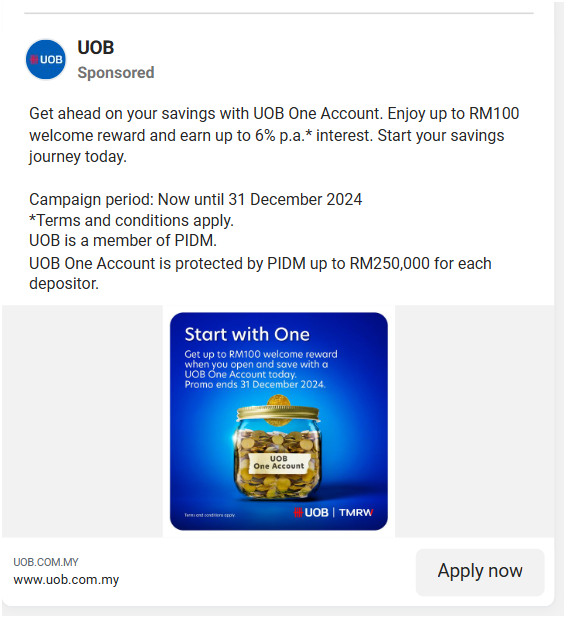 UOB
UOB
Sponsored
Get ahead on your savings with UOB One Account. Enjoy up to RM100
welcome reward and earn up to 6% p.a.* interest. Start your savings
journey today.
Campaign period: Now until 31 December 2024
*Terms and conditions apply.
UOB is a member of PIDM.
UOB One Account is protected by PIDM up to RM250,000 for each
depositor.
Start with One
Get up to RM100 welcome reward
when you open and save with a
UOB One Account today.
Promo ends 31 December 2024.
UOB
One Account
Terms and conditions apply.
UOB | TMRW
UOB.COM.MY
www.uob.com.my
Apply now